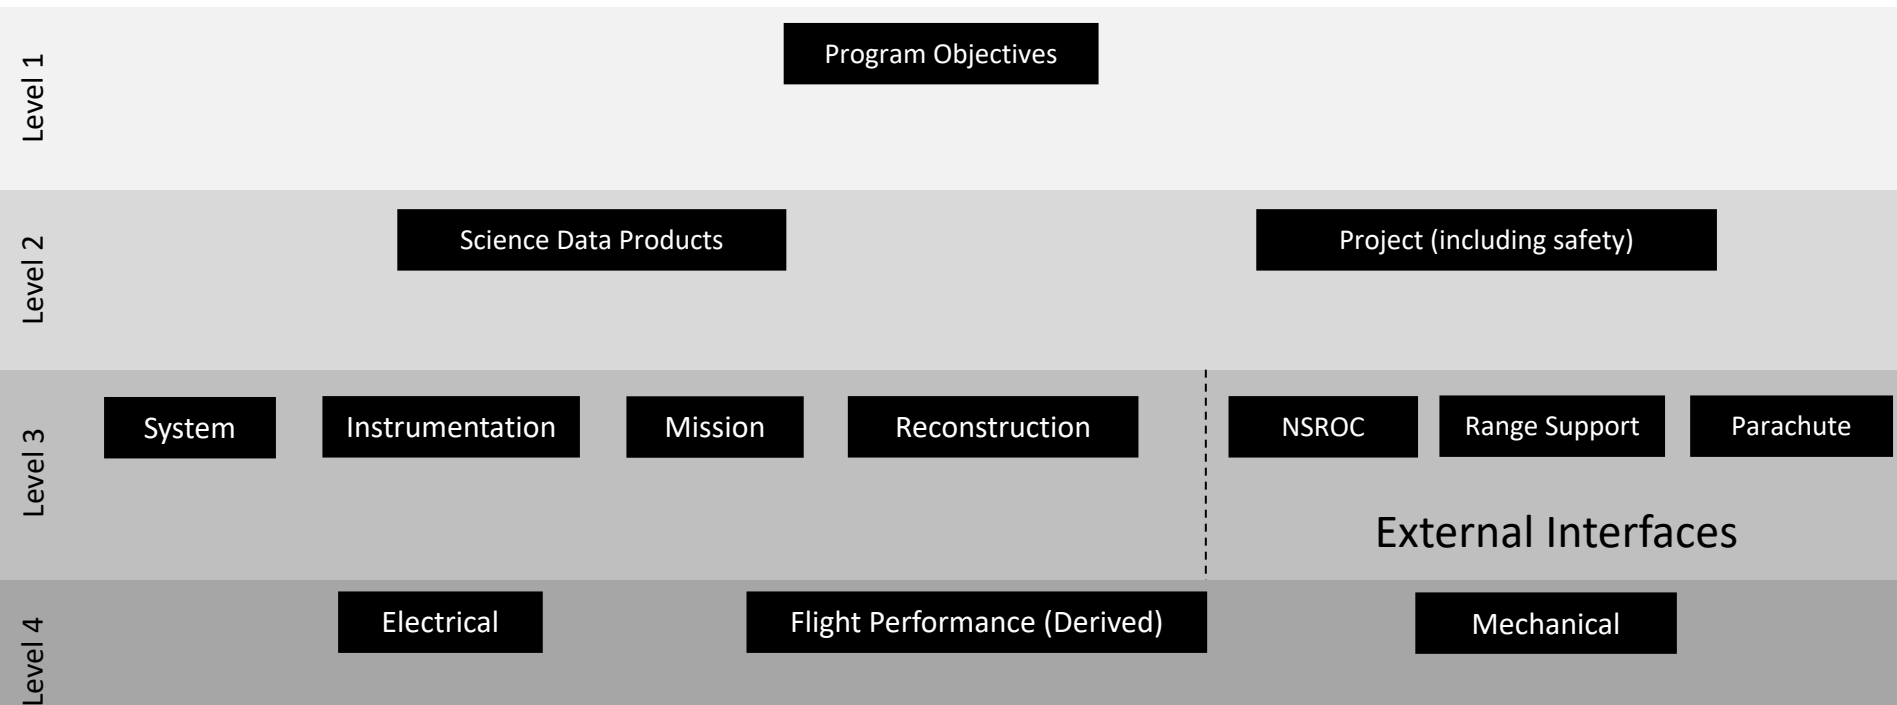 Level 1
Program Objectives
Level 2
Science Data Products
Project (including safety)
Level 3
System
Instrumentation
Mission
Reconstruction
NSROC
Range Support
Parachute
External Interfaces
Level 4
Electrical
Flight Performance (Derived)
Mechanical